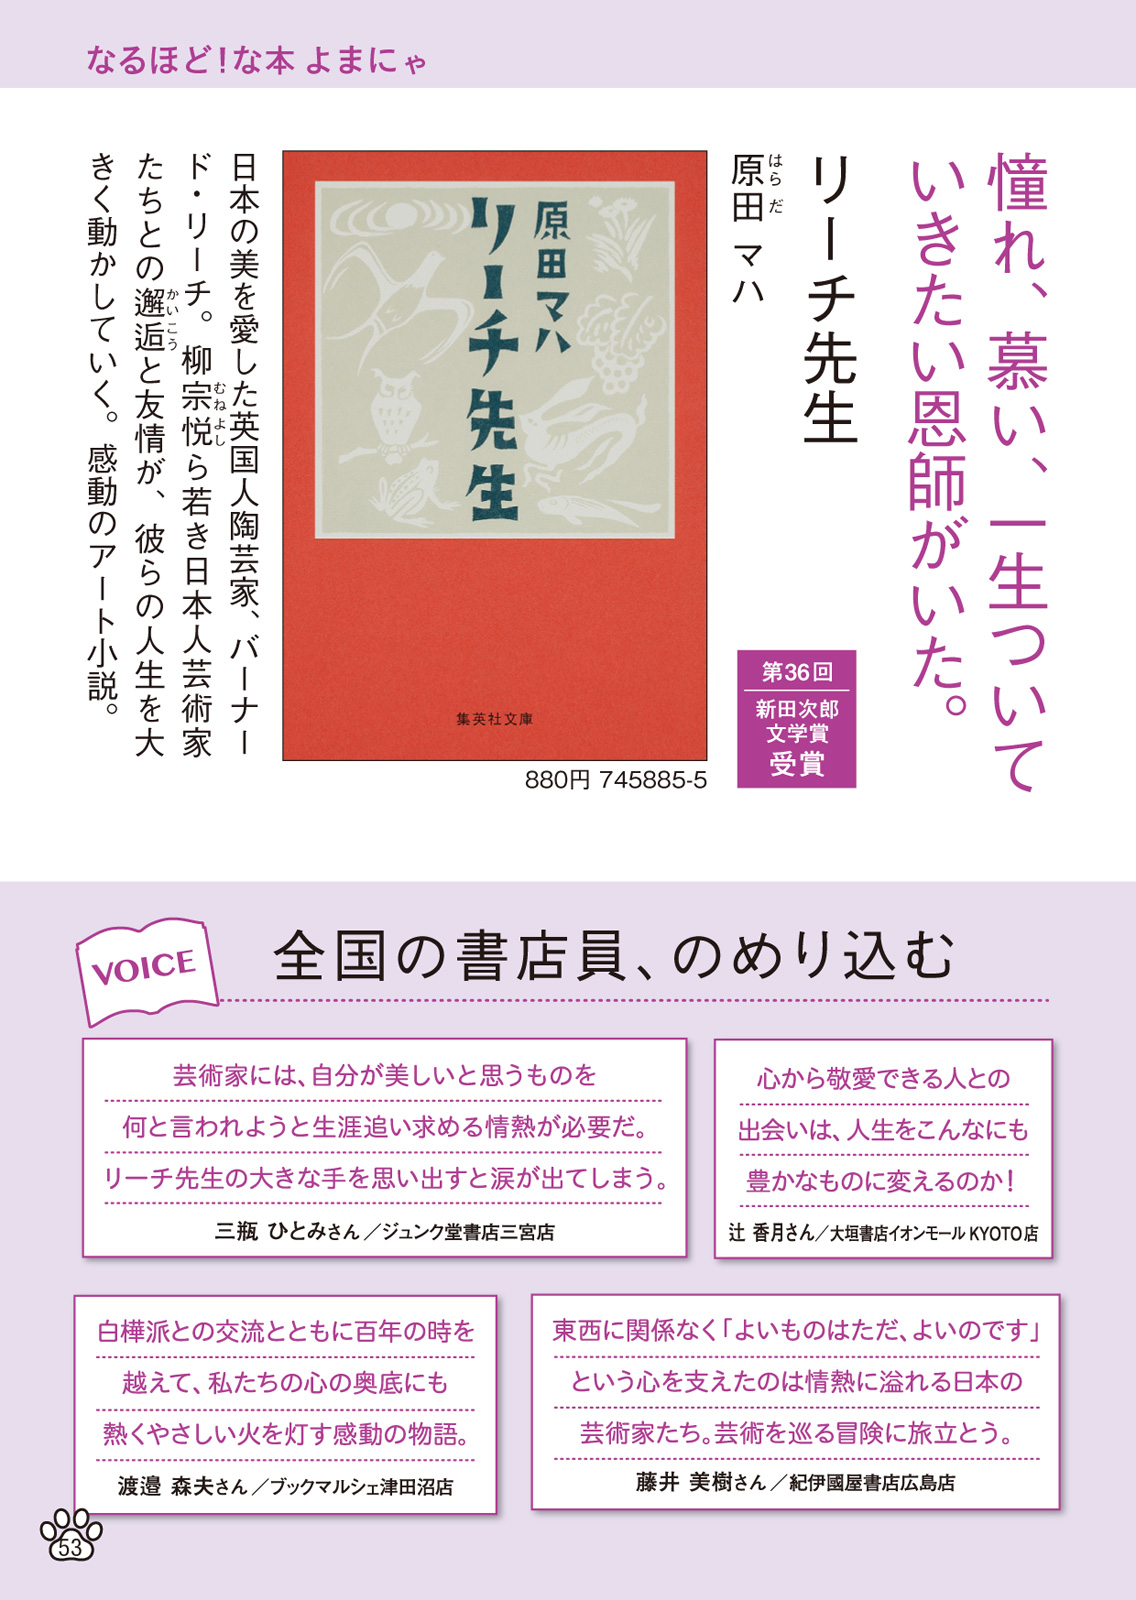 なるほど!な本 よまにゃ
憧れ、慕い、一生ついて
いきたい恩師がいた。
リーチ先生
原田 マハ
はら だ
第36回
新田次郎
文学賞
受賞
原田マハ
リーチ先生
集英社文庫
880円 745885-5
日本の美を愛した英国人陶芸家、バーナー
ド・リーチ。柳宗悦ら若き日本人芸術家
むねよし
たちとの邂逅と友情が、彼らの人生を大
かいこう
きく動かしていく。感動のアート小説。
VOICE
全国の書店員、のめり込む
芸術家には、自分が美しいと思うものを
何と言われようと生涯追い求める情熱が必要だ。
リーチ先生の大きな手を思い出すと涙が出てしまう。
三瓶 ひとみさん/ジュンク堂書店三宮店
心から敬愛できる人との
出会いは、人生をこんなにも
豊かなものに変えるのか!
辻 香月さん/大垣書店イオンモールKYOTO店
白樺派との交流とともに百年の時を
越えて、私たちの心の奥底にも
熱くやさしい火を灯す感動の物語。
渡邉 森夫さん/ブックマルシェ津田沼店
東西に関係なく「よいものはただ、よいのです」
という心を支えたのは情熱に溢れる日本の
芸術家たち。芸術を巡る冒険に旅立とう。
藤井 美樹さん/紀伊國屋書店広島店
53